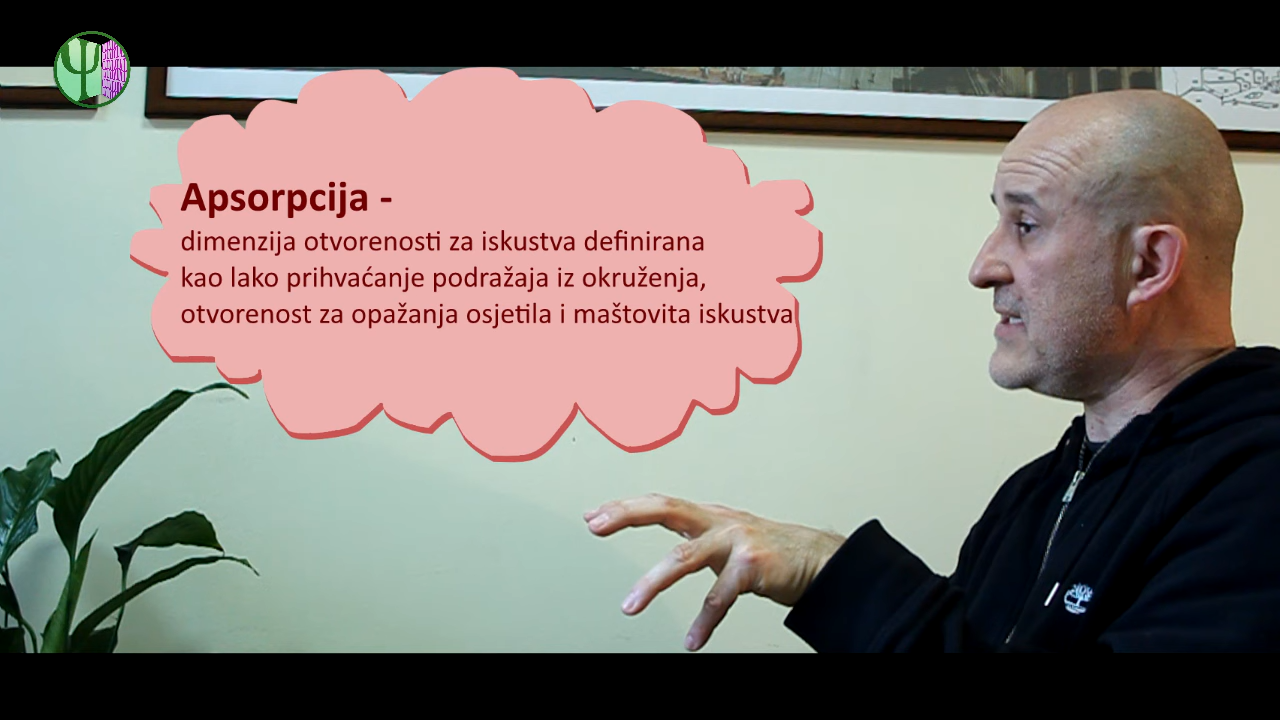 Apsorpcija -
dimenzija otvorenosti za iskustva definirana
kao lako prihvaćanje podražaja iz okruženja,
otvorenost za opažanja osjetila i maštovita iskustva